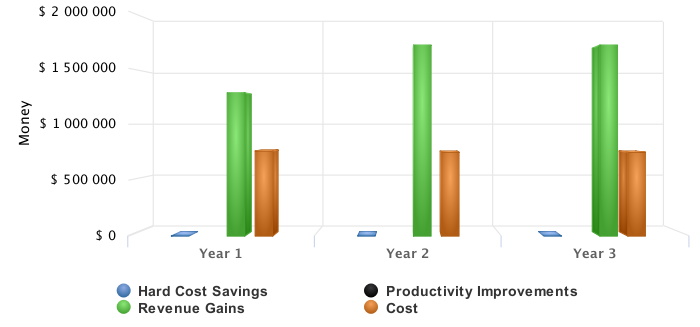 $ 2 000 000
$ 1 500 000
$ 1 000 000
$ 500 000
$ 0
Money
Year 1 Year 2 Year 3
Hard Cost Savings Productivity Improvements
Revenue Gains Cost